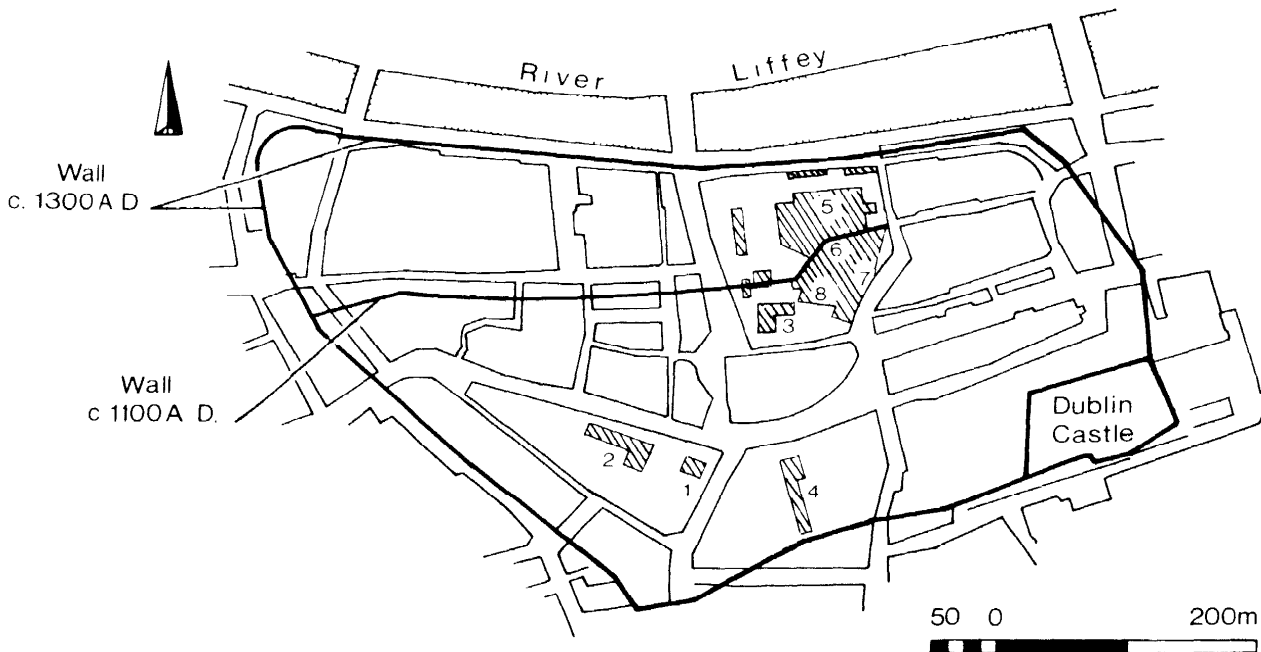 River Liffey
Wall
c. 1300 A D
5
6
7
8
3
Wall
c 1100 A D.
Dublin
Castle
2
1
4
50 0 200m